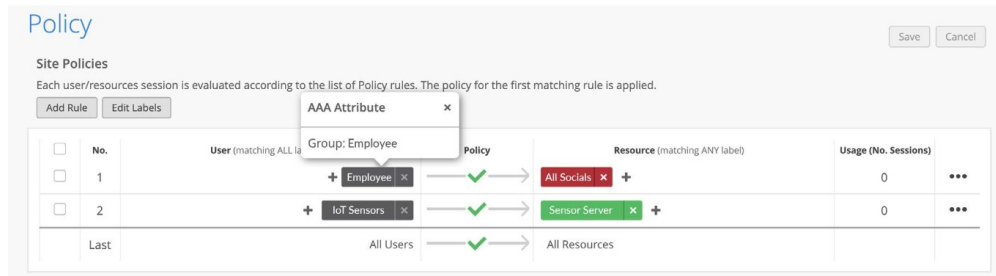 Policy
Save Cancel
Site Policies
Each user/resources session is evaluated according to the list of Policy rules. The policy for the first matching rule is applied.
Add Rule Edit Labels
AAA Attribute ×
Group: Employee
No. User (matching ALL la Policy Resource (matching ANY label) Usage (No. Sessions)
1 + Employee × All Socials × + 0 •••
2 + IoT Sensors × Sensor Server × + 0 •••
Last All Users All Resources